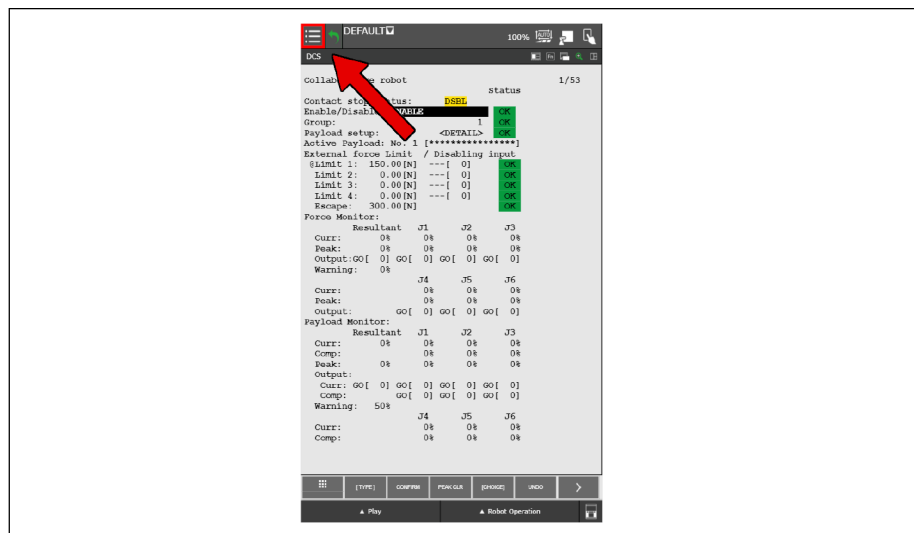 DEFAULT
100% AUTO
DCS
Collab e robot 1/53
status
Contact stop status: DSBL
Enable/Disable: ENABLE OK
Group: 1 OK
Payload setup: <DETAIL> OK
Active Payload: No. 1 [****************]
External force Limit / Disabling input
@Limit 1: 150.00[N] ---[ 0] OK
Limit 2: 0.00[N] ---[ 0] OK
Limit 3: 0.00[N] ---[ 0] OK
Limit 4: 0.00[N] ---[ 0] OK
Escape: 300.00[N] OK
Force Monitor:
Resultant J1 J2 J3
Curr: 0% 0% 0% 0%
Peak: 0% 0% 0% 0%
Output:GO[ 0] GO[ 0] GO[ 0] GO[ 0]
Warning: 0%
J4 J5 J6
Curr: 0% 0% 0%
Peak: 0% 0% 0%
Output: GO[ 0] GO[ 0] GO[ 0]
Payload Monitor:
Resultant J1 J2 J3
Curr: 0% 0% 0% 0%
Comp: 0% 0% 0%
Peak: 0% 0% 0% 0%
Output:
Curr: GO[ 0] GO[ 0] GO[ 0] GO[ 0]
Comp: GO[ 0] GO[ 0] GO[ 0]
Warning: 50%
J4 J5 J6
Curr: 0% 0% 0%
Comp: 0% 0% 0%
[TYPE] CONFIRM PEAK CLR [CHOICE] UNDO >
▲ Play ▲ Robot Operation